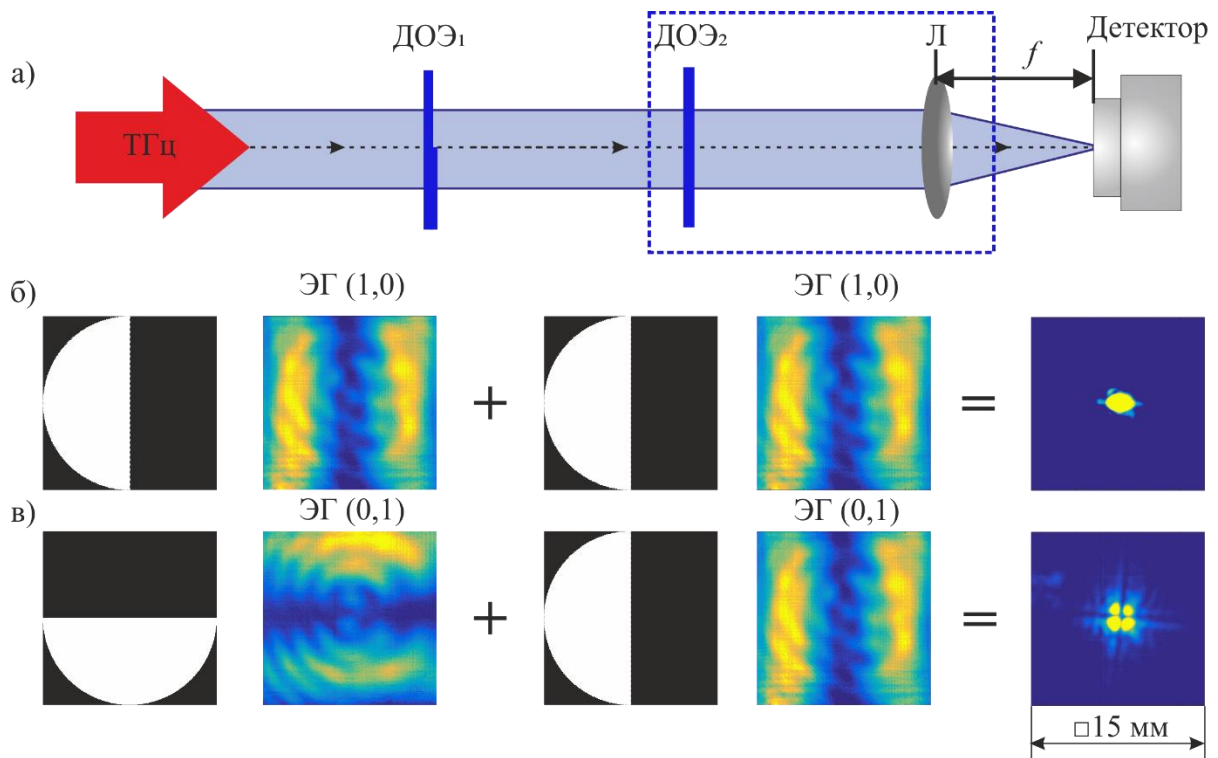 а)
ДОЭ₁
ДОЭ₂
Л
f
Детектор
ТГц
б)
ЭГ (1,0)
ЭГ (1,0)
+
=
в)
ЭГ (0,1)
ЭГ (0,1)
+
=
□15 мм